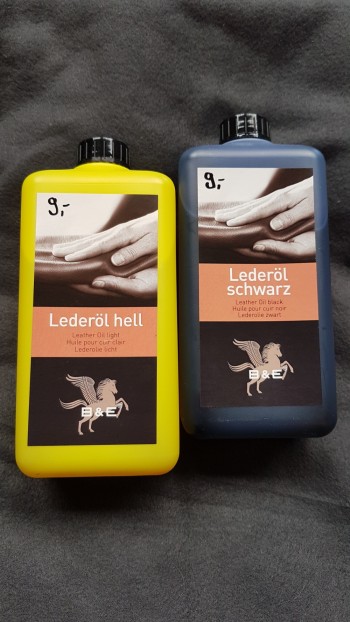 9,-
Lederöl hell
Leather Oil light
Huile pour cuir clair
Lederolie licht
B&E
9,-
Lederöl
schwarz
Leather Oil black
Huile pour cuir noir
Lederolie zwart
B&E